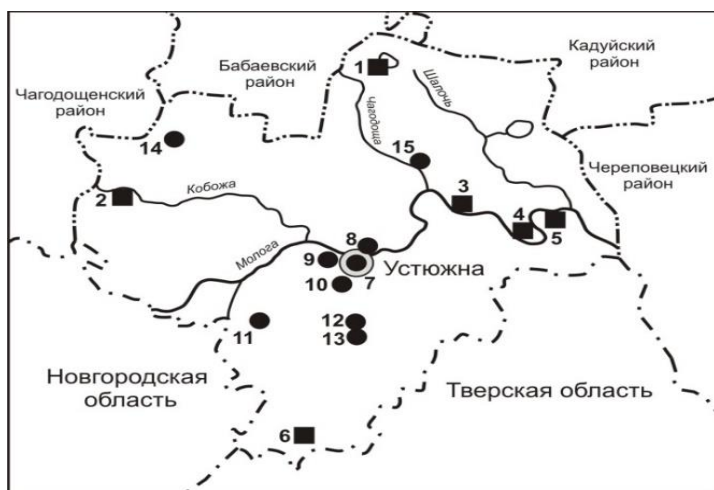 Кадуйский
район
Бабаевский
район
1
Чагодощенский
район
Шалочь
Чагодоща
14
15
Череповецкий
район
2
Кобожа
3
4
5
8
Молога
9
Устюжна
7
10
11
12
13
Новгородская
область
Тверская область
6